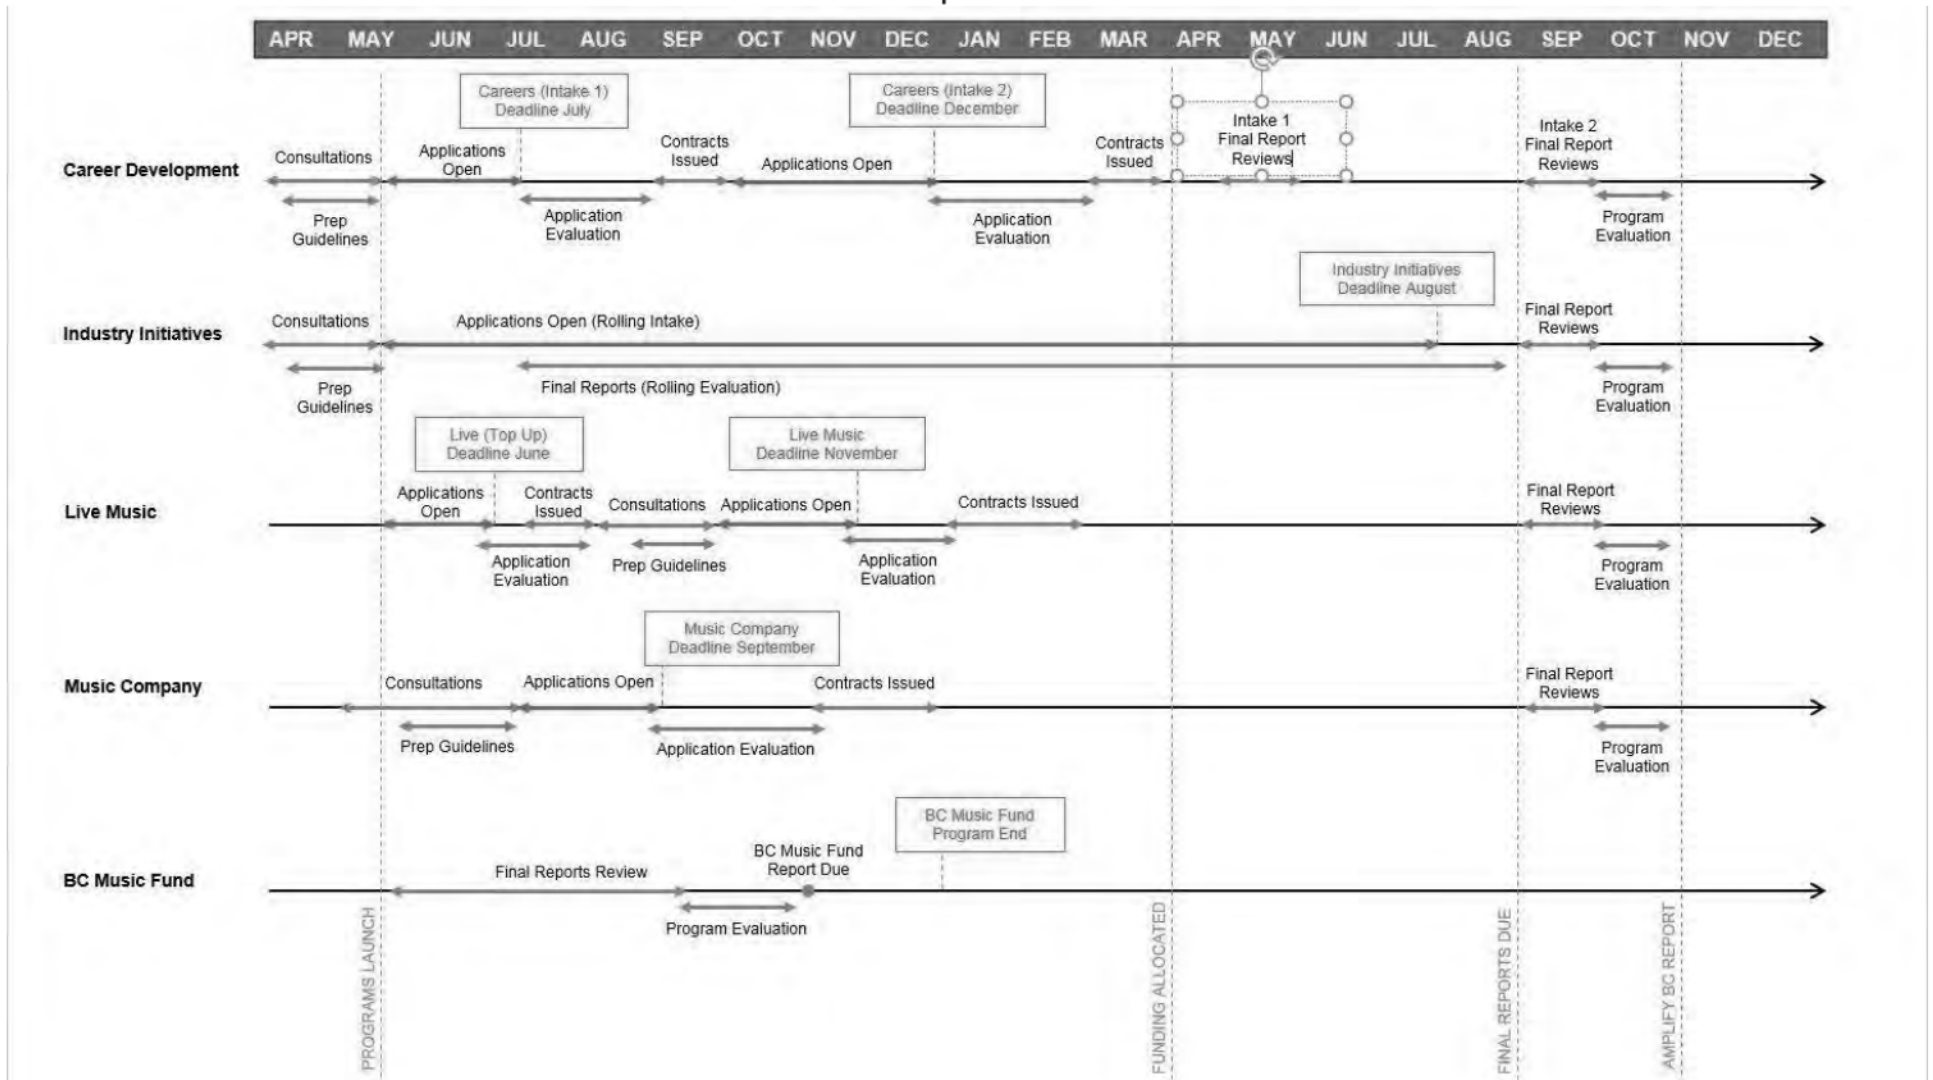 APR MAY JUN JUL AUG SEP OCT NOV DEC JAN FEB MAR APR MAY JUN JUL AUG SEP OCT NOV DEC
Careers (Intake 1)
Deadline July
Careers (Intake 2)
Deadline December
Career Development
Consultations
Applications
Open
Contracts
Issued
Applications Open
Contracts
Issued
Intake 1
Final Report
Reviews
Intake 2
Final Report
Reviews
Prep
Guidelines
Application
Evaluation
Application
Evaluation
Program
Evaluation
Industry Initiatives
Deadline August
Industry Initiatives
Consultations
Applications Open (Rolling Intake)
Final Report
Reviews
Prep
Guidelines
Final Reports (Rolling Evaluation)
Program
Evaluation
Live (Top Up)
Deadline June
Live Music
Deadline November
Live Music
Applications
Open
Contracts
Issued
Consultations
Applications Open
Contracts Issued
Final Report
Reviews
Application
Evaluation
Prep Guidelines
Application
Evaluation
Program
Evaluation
Music Company
Deadline September
Music Company
Consultations
Applications Open
Contracts Issued
Final Report
Reviews
Prep Guidelines
Application Evaluation
Program
Evaluation
BC Music Fund
Program End
BC Music Fund
Final Reports Review
BC Music Fund
Report Due
Program Evaluation
PROGRAMS LAUNCH
FUNDING ALLOCATED
FINAL REPORTS DUE
AMPLIFY BC REPORT